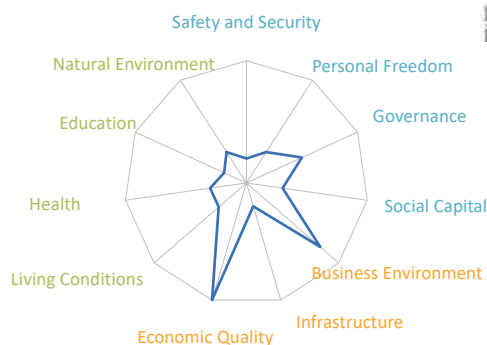 Safety and Security
Natural Environment
Personal Freedom
Education
Governance
Health
Social Capital
Living Conditions
Business Environment
Economic Quality
Infrastructure